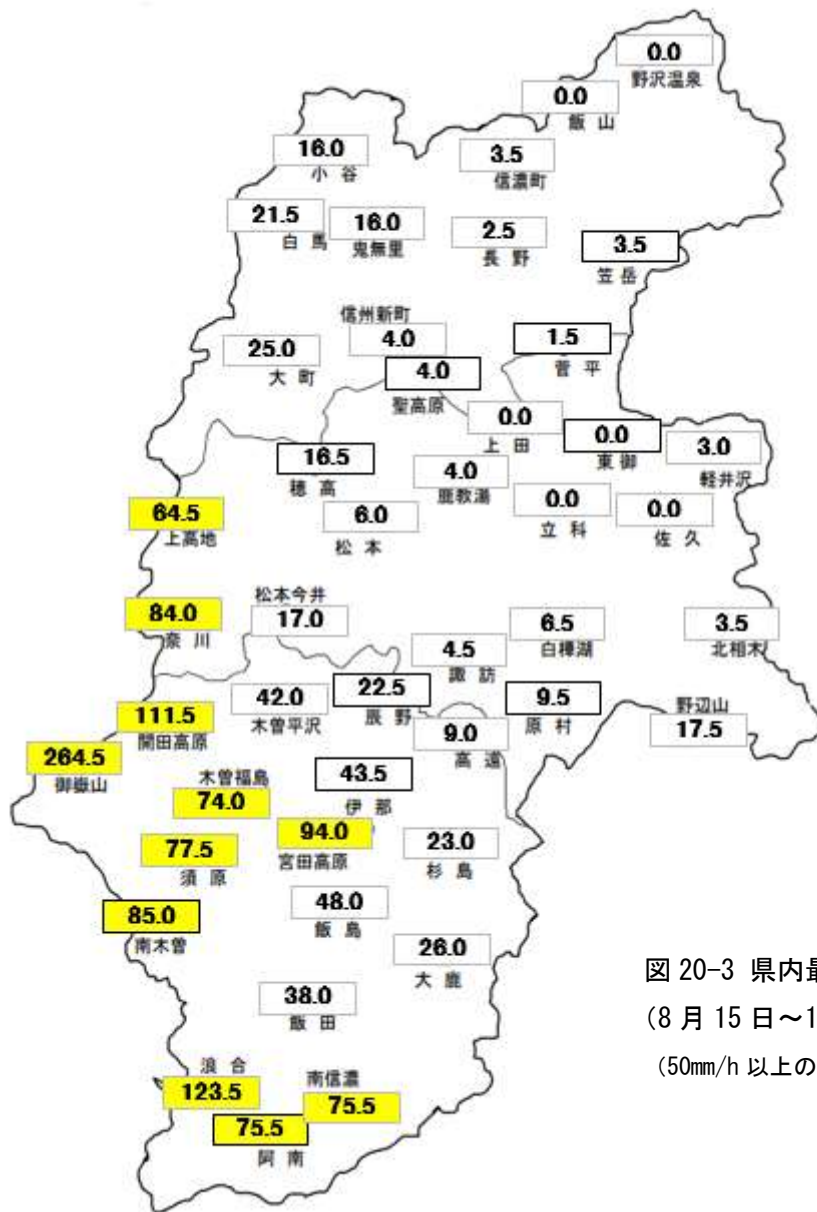 0.0
野沢温泉
0.0
飯山
16.0
小谷
3.5
信濃町
21.5
白馬
16.0
鬼無里
2.5
長野
3.5
笠岳
信州新町
4.0
25.0
大町
1.5
菅平
4.0
聖高原
0.0
上田
0.0
東御
3.0
軽井沢
16.5
穂高
4.0
鹿教湯
64.5
上高地
6.0
松本
0.0
立科
0.0
佐久
84.0
奈川
松本今井
17.0
6.5
白樺湖
3.5
北相木
4.5
諏訪
42.0
木曽平沢
22.5
辰野
9.5
原村
野辺山
17.5
111.5
開田高原
9.0
高遠
264.5
御嶽山
43.5
伊那
木曽福島
74.0
94.0
宮田高原
23.0
杉島
77.5
須原
85.0
南木曽
48.0
飯島
26.0
大鹿
図 20-3 県内最
(8 月 15 日~1
(50mm/h 以上の
38.0
飯田
浪合
123.5
南信濃
75.5
75.5
阿南